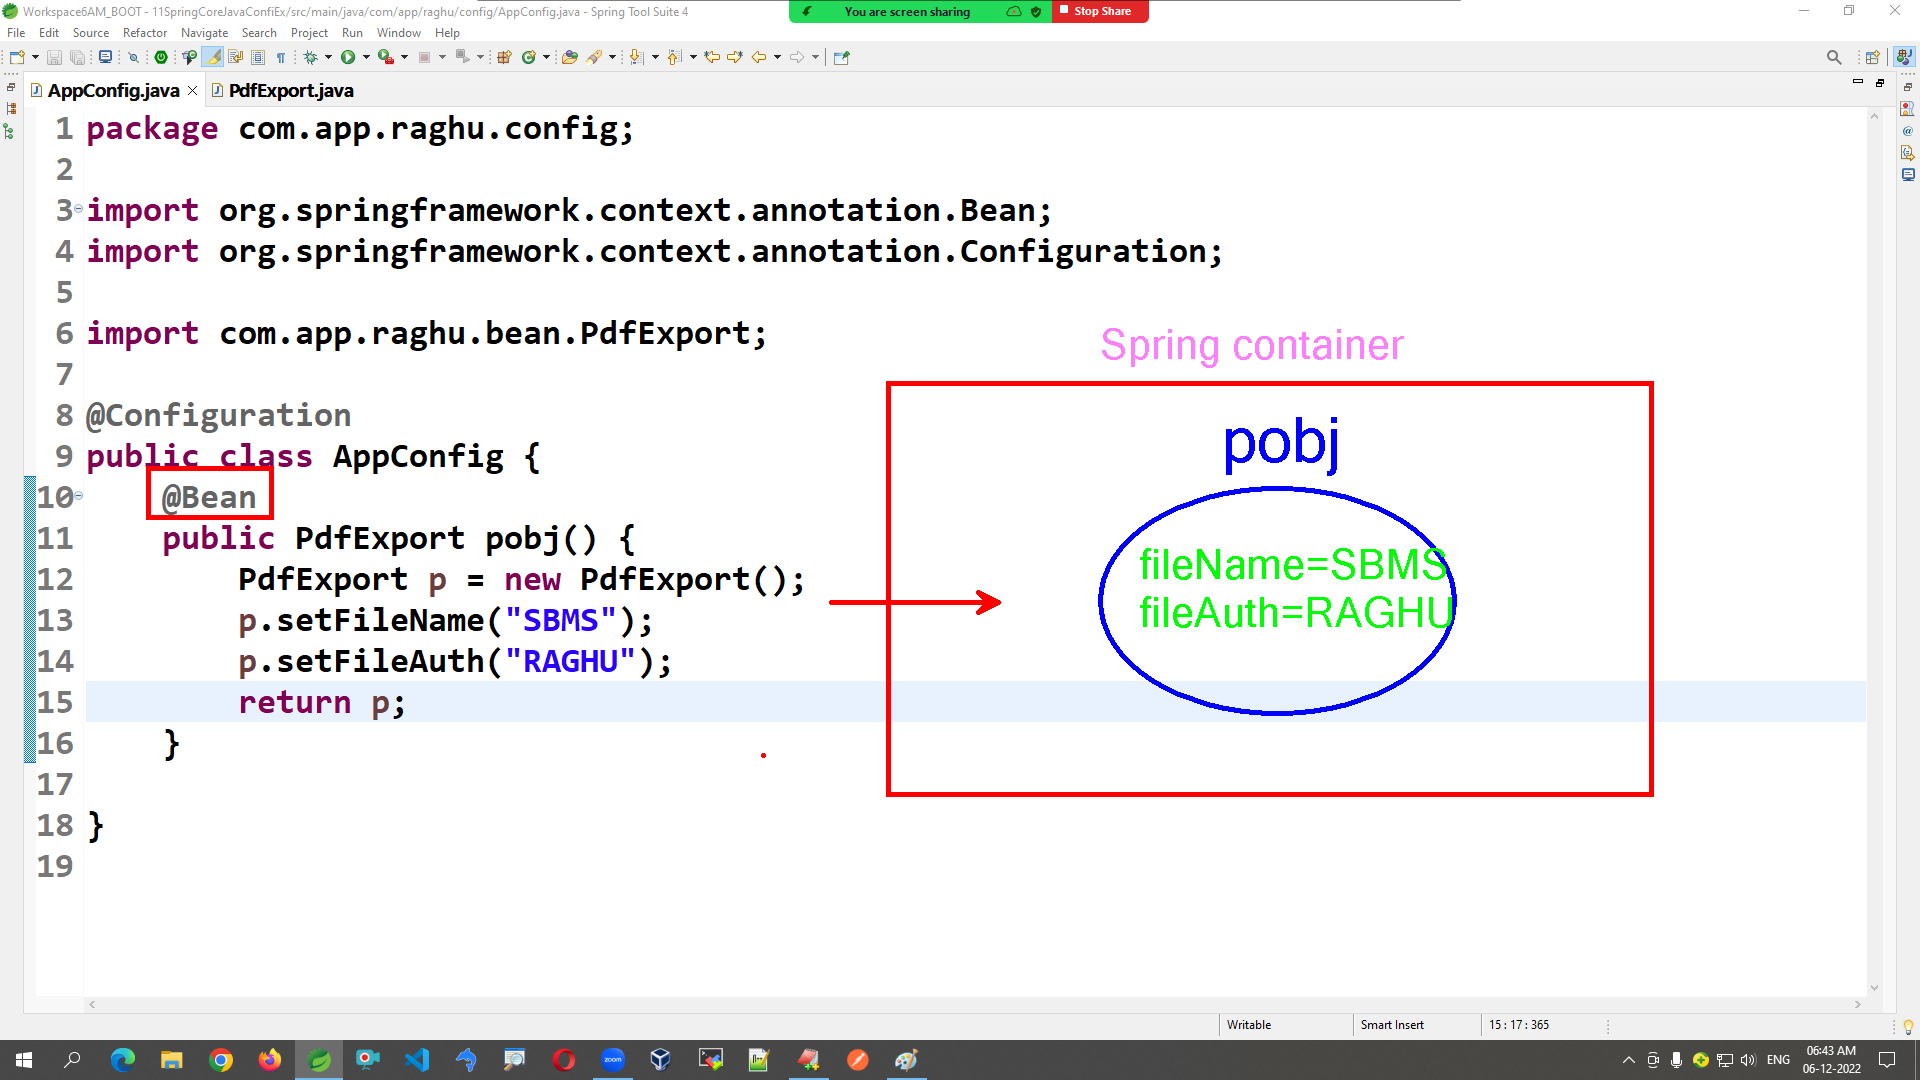 Workspace6AM_BOOT - 11SpringCoreJavaConfiEx/src/main/java/com/app/raghu/config/AppConfig.java - Spring Tool Suite 4
You are screen sharing
Stop Share
File Edit Source Refactor Navigate Search Project Run Window Help
AppConfig.java
PdfExport.java
1 package com.app.raghu.config;
2
3 import org.springframework.context.annotation.Bean;
4 import org.springframework.context.annotation.Configuration;
5
6 import com.app.raghu.bean.PdfExport;
7
8 @Configuration
9 public class AppConfig {
10 @Bean
11 public PdfExport pobj() {
12 PdfExport p = new PdfExport();
13 p.setFileName("SBMS");
14 p.setFileAuth("RAGHU");
15 return p;
16 }
17
18 }
19
Spring container
pobj
fileName=SBMS
fileAuth=RAGHU
Writable
Smart Insert
15 : 17 : 365
zoom
ENG
06:43 AM
06-12-2022